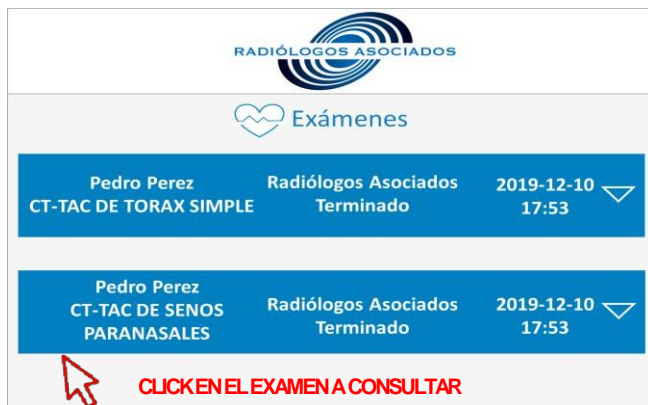 RADIÓLOGOS ASOCIADOS
Exámenes
Pedro Perez
CT-TAC DE TORAX SIMPLE
Radiólogos Asociados
Terminado
2019-12-10
17:53
Pedro Perez
CT-TAC DE SENOS
PARANASALES
Radiólogos Asociados
Terminado
2019-12-10
17:53
CLICK EN EL EXAMEN A CONSULTAR